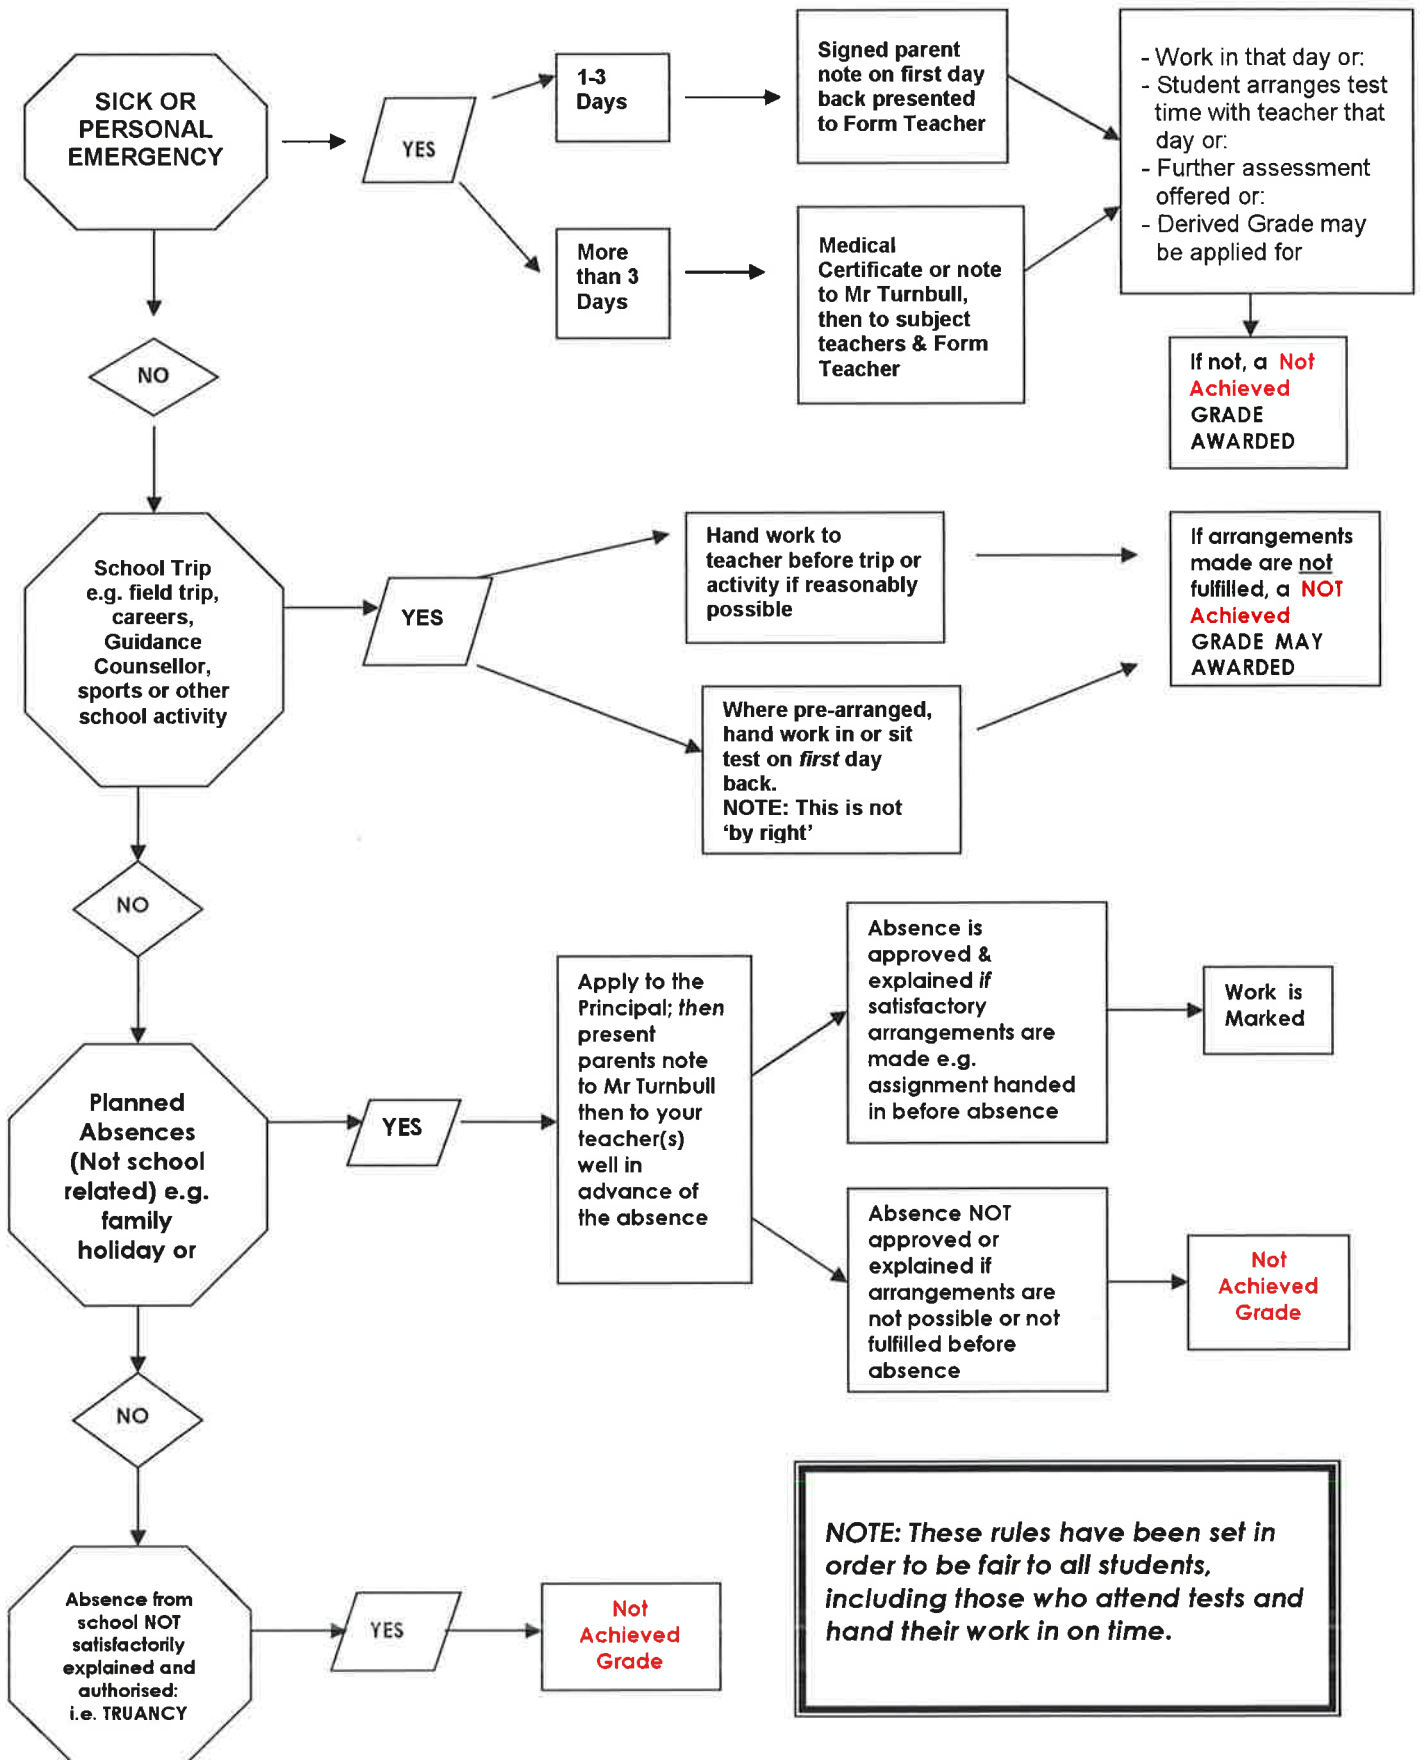 SICK OR
PERSONAL
EMERGENCY
YES
1-3
Days
Signed parent
note on first day
back presented
to Form Teacher
- Work in that day or:
- Student arranges test
time with teacher that
day or:
- Further assessment
offered or:
- Derived Grade may
be applied for
More
than 3
Days
Medical
Certificate or note
to Mr Turnbull,
then to subject
teachers & Form
Teacher
If not, a Not
Achieved
GRADE
AWARDED
NO
School Trip
e.g. field trip,
careers,
Guidance
Counsellor,
sports or other
school activity
YES
Hand work to
teacher before trip or
activity if reasonably
possible
If arrangements
made are not
fulfilled, a NOT
Achieved
GRADE MAY
AWARDED
Where pre-arranged,
hand work in or sit
test on first day
back.
NOTE: This is not
‘by right’
NO
Planned
Absences
(Not school
related) e.g.
family
holiday or
YES
Apply to the
Principal; then
present
parents note
to Mr Turnbull
then to your
teacher(s)
well in
advance of
the absence
Absence is
approved &
explained if
satisfactory
arrangements are
made e.g.
assignment handed
in before absence
Work is
Marked
Absence NOT
approved or
explained if
arrangements are
not possible or not
fulfilled before
absence
Not
Achieved
Grade
NO
Absence from
school NOT
satisfactorily
explained and
authorised:
i.e. TRUANCY
YES
Not
Achieved
Grade
NOTE: These rules have been set in
order to be fair to all students,
including those who attend tests and
hand their work in on time.